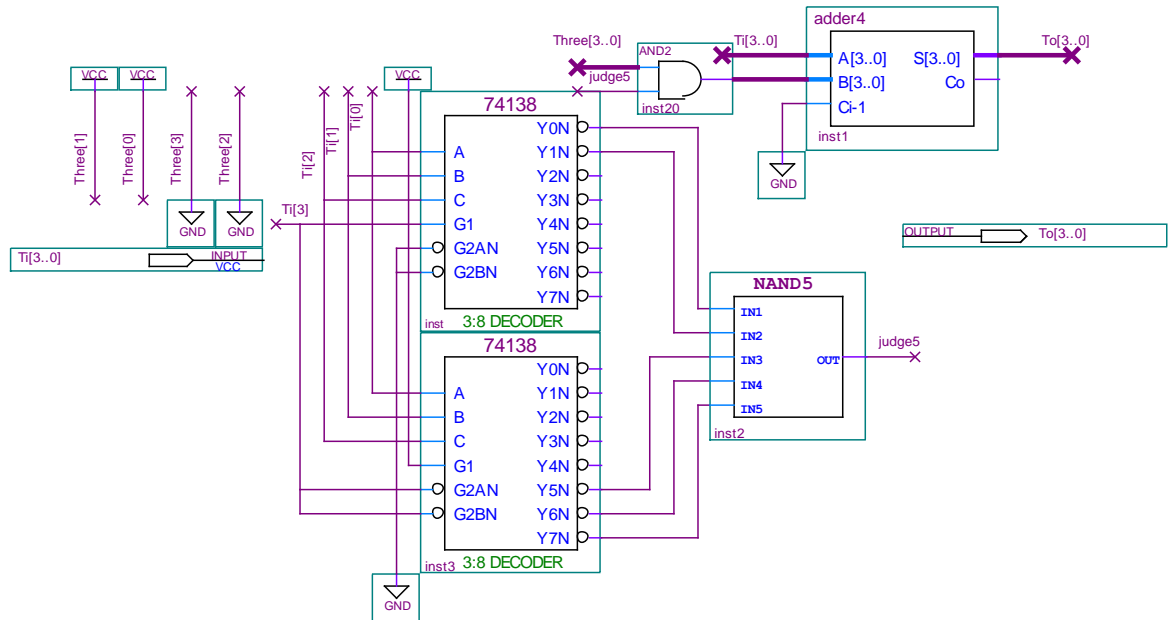 VCC
VCC
Three[1]
Three[0]
Three[3]
Three[2]
GND
GND
Ti[3..0]
INPUT
VCC
Ti[2]
Ti[1]
Ti[0]
Ti[3]
VCC
74138
A
B
C
G1
G2AN
G2BN
Y0N
Y1N
Y2N
Y3N
Y4N
Y5N
Y6N
Y7N
inst
3:8 DECODER
74138
A
B
C
G1
G2AN
G2BN
Y0N
Y1N
Y2N
Y3N
Y4N
Y5N
Y6N
Y7N
inst3
3:8 DECODER
GND
Three[3..0]
judge5
AND2
inst20
Ti[3..0]
adder4
A[3..0]
B[3..0]
Ci-1
S[3..0]
Co
inst1
To[3..0]
GND
OUTPUT
To[3..0]
NAND5
IN1
IN2
IN3
IN4
IN5
OUT
inst2
judge5